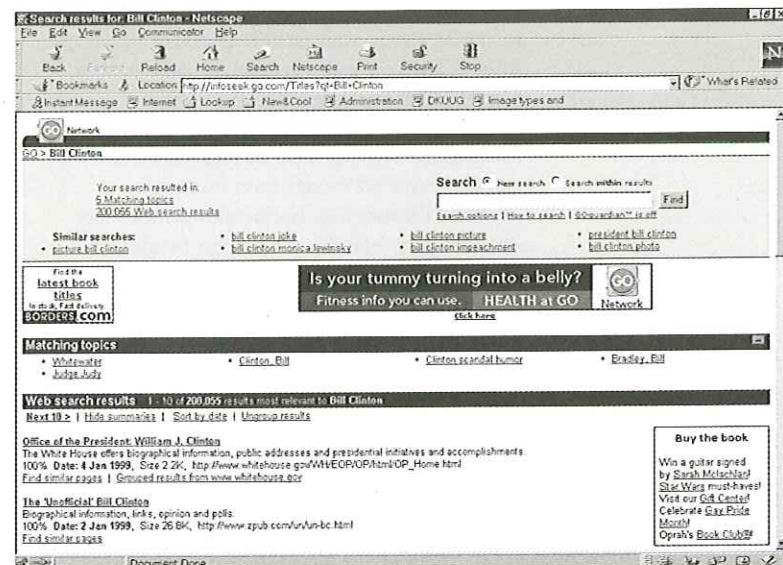 Search results for: Bill Clinton - Netscape
File Edit View Go Communicator Help
Back Forward Reload Home Search Netscape Print Security Stop
Bookmarks Location http://infoseek.go.com/Titles?qt=Bill+Clinton What's Related
Instant Message Internet Lookup New&Cool Administration DKUUG Image types and
GO Network
GO > Bill Clinton
Your search resulted in:
5 Matching topics
200,055 Web search results
Search New search Search within results
Find
Search options | How to search | GOguardian™ is off
Similar searches: • bill clinton joke • bill clinton picture • president bill clinton
• picture bill clinton • bill clinton monica lewinsky • bill clinton impeachment • bill clinton photo
Find the
latest book
titles
In stock, Fast delivery
BORDERS.com
Is your tummy turning into a belly?
Fitness info you can use. HEALTH at GO
GO Network
Click here
Matching topics
• Whitewater • Clinton, Bill • Clinton scandal humor • Bradley, Bill
• Judge Judy
Web search results 1 - 10 of 200,055 results most relevant to Bill Clinton
Next 10 > | Hide summaries | Sort by date | Ungroup results
Office of the President: William J. Clinton
The White House offers biographical information, public addresses and presidential initiatives and accomplishments.
100% Date: 4 Jan 1999, Size 2.2K, http://www.whitehouse.gov/WH/EOP/OP/html/OP_Home.html
Find similar pages | Grouped results from www.whitehouse.gov
The 'Unofficial' Bill Clinton
Biographical information, links, opinion and polls.
100% Date: 2 Jan 1999, Size 26.8K, http://www.zpub.com/un/un-bc.html
Find similar pages
Buy the book
Win a guitar signed
by Sarah Mclachlan!
Star Wars must-haves!
Visit our Gift Center!
Celebrate Gay Pride
Month!
Oprah's Book Club®!
Document: Done